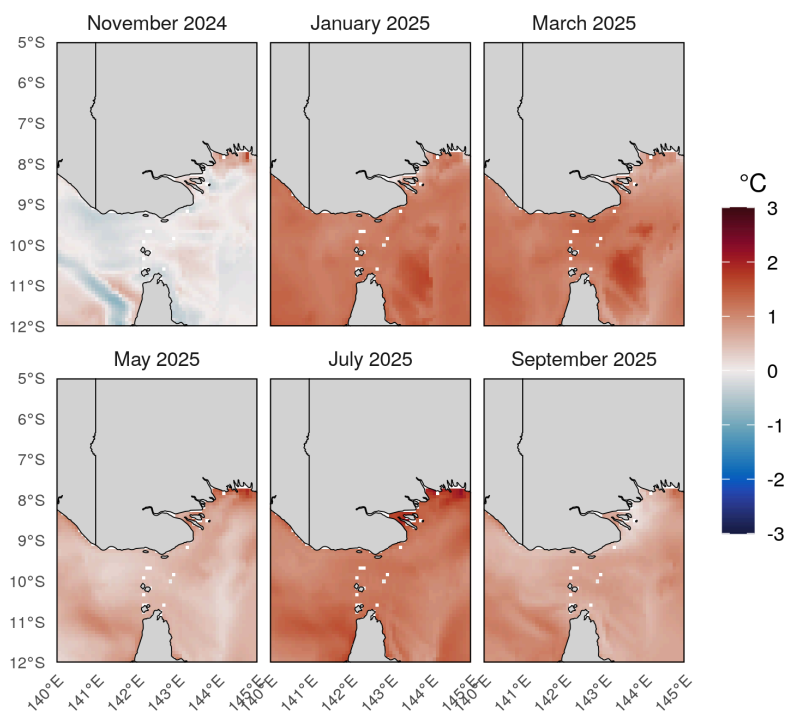 November 2024
January 2025
March 2025
5°S
6°S
7°S
8°S
9°S
10°S
11°S
12°S
°C
3
2
1
0
-1
-2
-3
May 2025
July 2025
September 2025
5°S
6°S
7°S
8°S
9°S
10°S
11°S
12°S
140°E
141°E
142°E
143°E
144°E
145°E
140°E
141°E
142°E
143°E
144°E
145°E
140°E
141°E
142°E
143°E
144°E
145°E